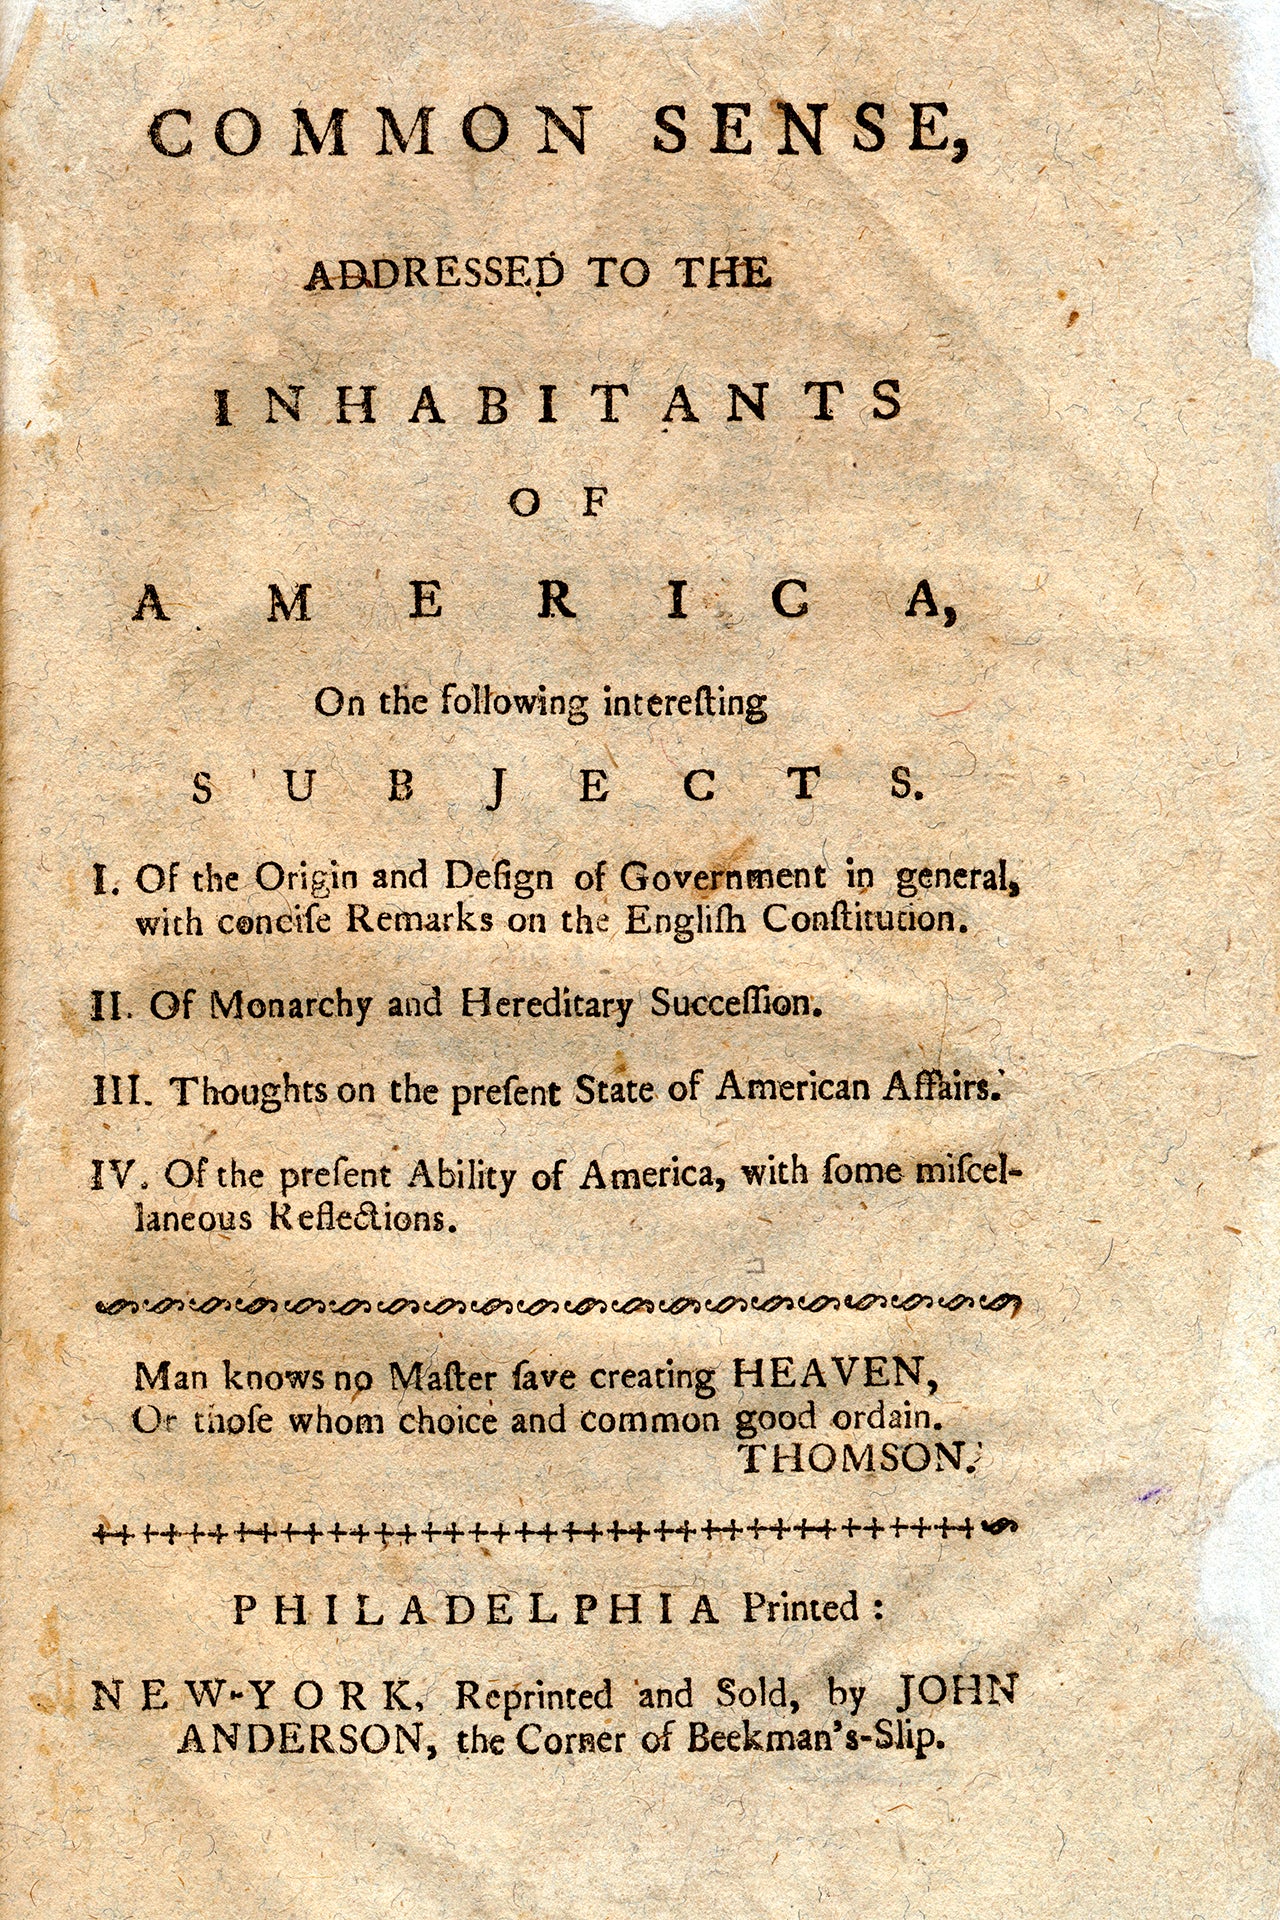 COMMON SENSE,
ADDRESSED TO THE
INHABITANTS
OF
AMERICA,
On the following intereſting
SUBJECTS.
I. Of the Origin and Deſign of Government in general,
with conciſe Remarks on the Engliſh Conſtitution.
II. Of Monarchy and Hereditary Succeſſion.
III. Thoughts on the preſent State of American Affairs.
IV. Of the preſent Ability of America, with ſome miſcel-
laneous Reflections.
Man knows no Maſter ſave creating HEAVEN,
Or thoſe whom choice and common good ordain.
THOMSON.
PHILADELPHIA Printed:
NEW-YORK, Reprinted and Sold, by JOHN
ANDERSON, the Corner of Beekman's-Slip.